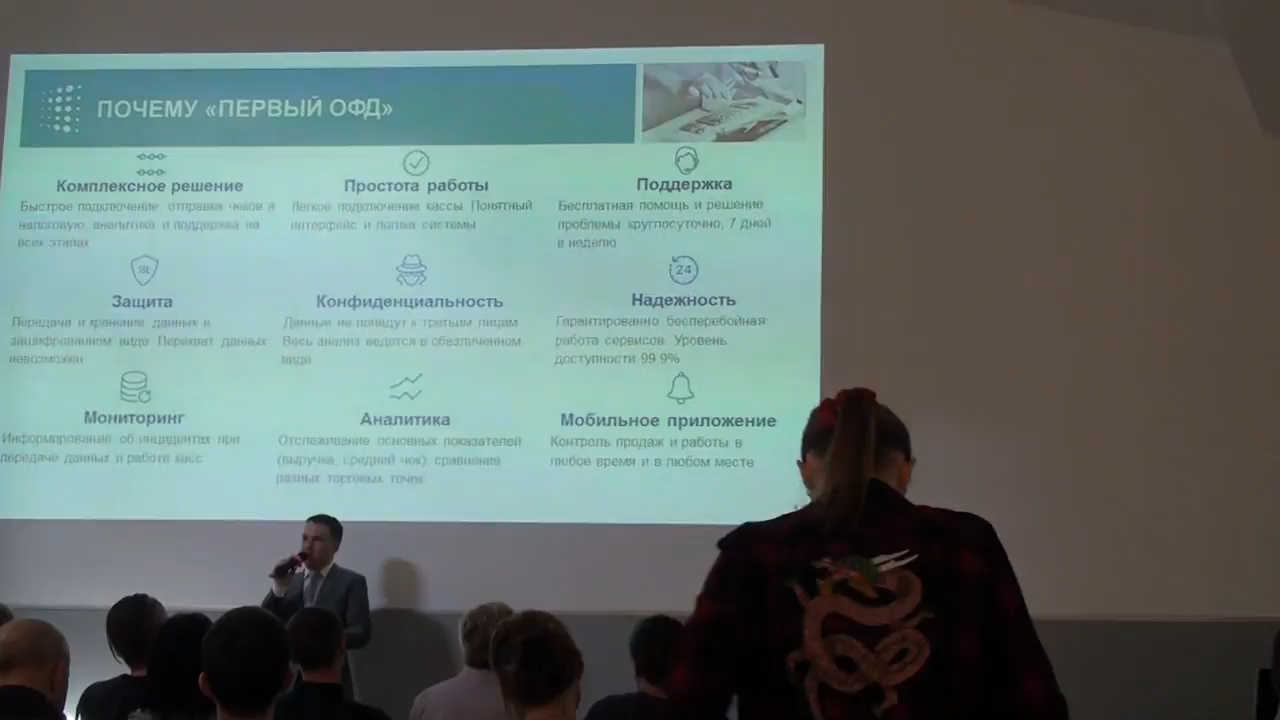 ПОЧЕМУ «ПЕРВЫЙ ОФД»
Комплексное решение
Быстрое подключение отправка чеков в
налоговую, аналитика и поддержка на
всех этапах
Простота работы
Легкое подключение кассы. Понятный
интерфейс и логика системы
Поддержка
Бесплатная помощь и решение
проблемы круглосуточно, 7 дней
в неделю
Защита
Передача и хранение данных в
зашифрованном виде. Перехват данных
невозможен
Конфиденциальность
Данные не попадут к третьим лицам.
Весь анализ ведется в обезличенном
виде
24
Надежность
Гарантированно бесперебойная
работа сервисов. Уровень
доступности 99.9%
Мониторинг
Информирование об инцидентах при
передаче данных и работе касс
Аналитика
Отслеживание основных показателей
(выручка, средний чек), сравнение
разных торговых точек
Мобильное приложение
Контроль продаж и работы в
любое время и в любом месте